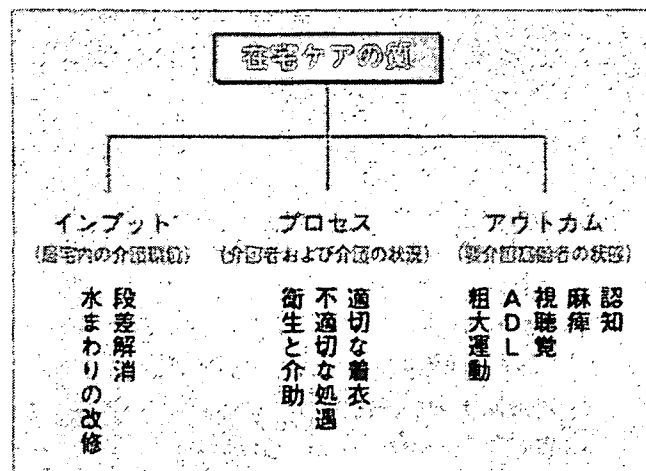 在宅ケアの質
インプット
(居宅内の介護環境)
段差解消
水まわりの改修
プロセス
(介護者および介護の状況)
適切な着衣
不適切な処遇
衛生と介助
アウトカム
(要介護高齢者の状態)
認知
麻痺
視聴覚
ADL
粗大運動